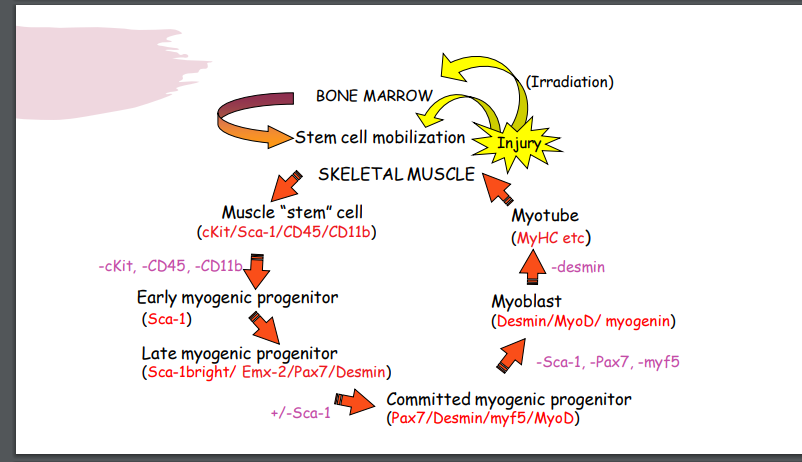 BONE MARROW
(Irradiation)
Stem cell mobilization
Injury
SKELETAL MUSCLE
Muscle “stem” cell
(cKit/Sca-1/CD45/CD11b)
-cKit, -CD45, -CD11b
Early myogenic progenitor
(Sca-1)
Late myogenic progenitor
(Sca-1bright/ Emx-2/Pax7/Desmin)
+/-Sca-1
Committed myogenic progenitor
(Pax7/Desmin/myf5/MyoD)
-Sca-1, -Pax7, -myf5
Myoblast
(Desmin/MyoD/ myogenin)
-desmin
Myotube
(MyHC etc)